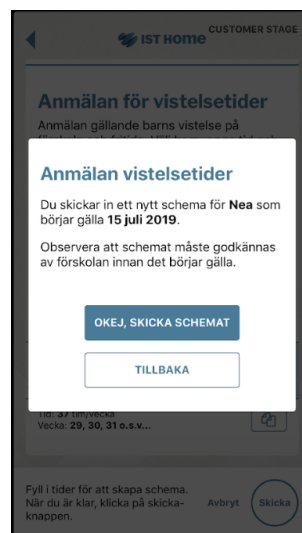 CUSTOMER STAGE
IST Home
Anmälan för vistelsetider
Anmälan gällande barns vistelse på
Anmälan vistelsetider
Du skickar in ett nytt schema för Nea som
börjar gälla 15 juli 2019.
Observera att schemat måste godkännas
av förskolan innan det börjar gälla.
OKEJ, SKICKA SCHEMAT
TILLBAKA
Tid: 37 tim/vecka
Vecka: 29, 30, 31 o.s.v...
Fyll i tider för att skapa schema.
När du är klar, klicka på skicka-
knappen.
Avbryt
Skicka